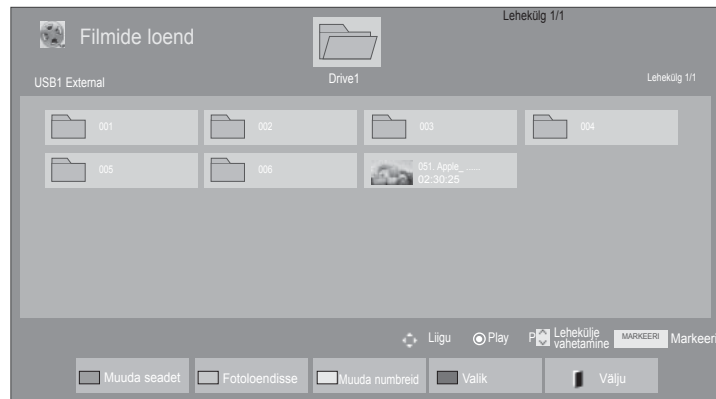 Lehekülg 1/1
Filmide loend
Drive1
USB1 External
Lehekülg 1/1
001
002
003
004
005
006
051. Apple_ ......
02:30:25
Liigu
Play
P
Lehekülje
vahetamine
MARKEERI
Markeeri
Muuda seadet
Fotoloendisse
Muuda numbreid
Valik
Välju